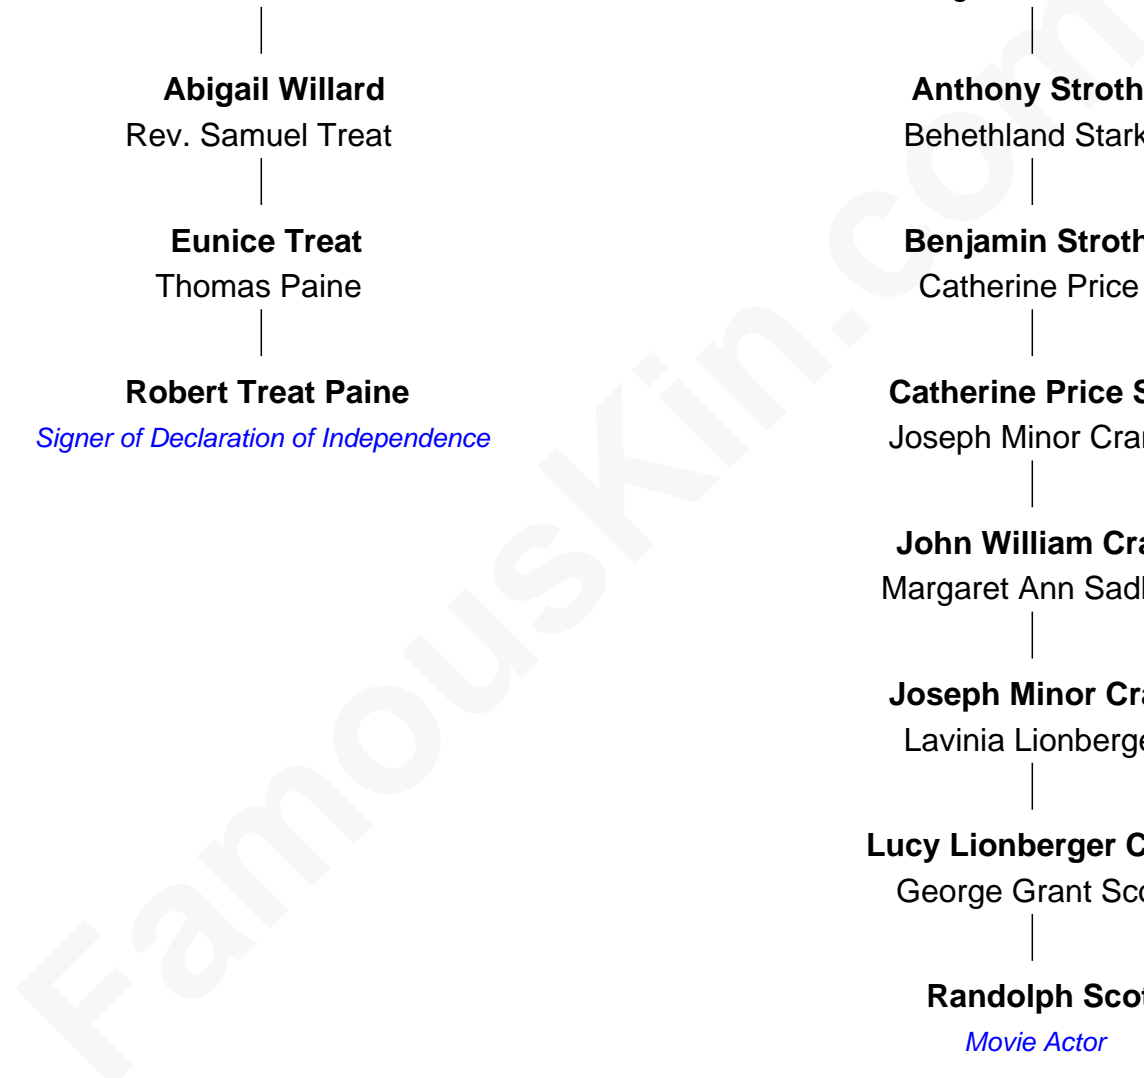 Abigail Willard
Rev. Samuel Treat
Eunice Treat
Thomas Paine
Robert Treat Paine
Signer of Declaration of Independence
Anthony
Behethland
Benjamin
Catherine Price
Catherine Price
Joseph Minor
John William
Margaret Ann
Joseph Minor
Lavinia
Lucy Lionberger
George Grant
Randolph
Movie Actor
FamousKin.com